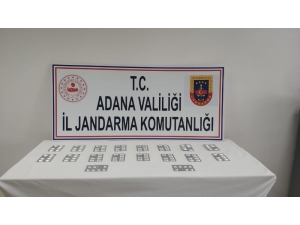 T.C.
ADANA VALİLİĞİ
İL JANDARMA KOMUTANLIĞI